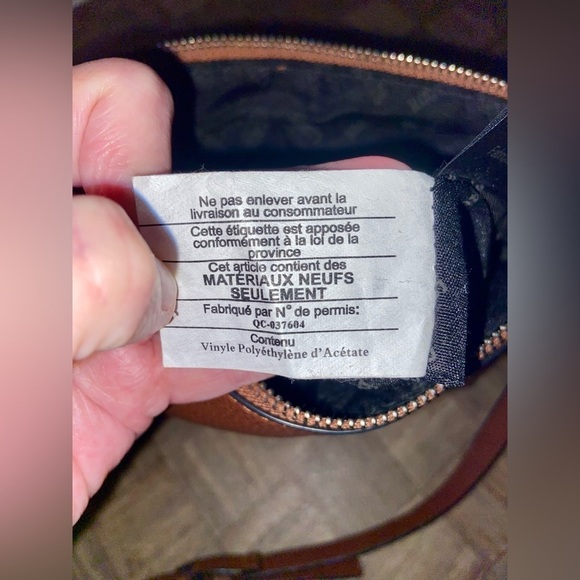 Ne pas enlever avant la
livraison au consommateur
Cette étiquette est apposée
conformément à la loi de la
province
Cet article contient des
MATÉRIAUX NEUFS
SEULEMENT
Fabriqué par N° de permis:
QC-037604
Contenu
Vinyle Polyéthylène d'Acétate